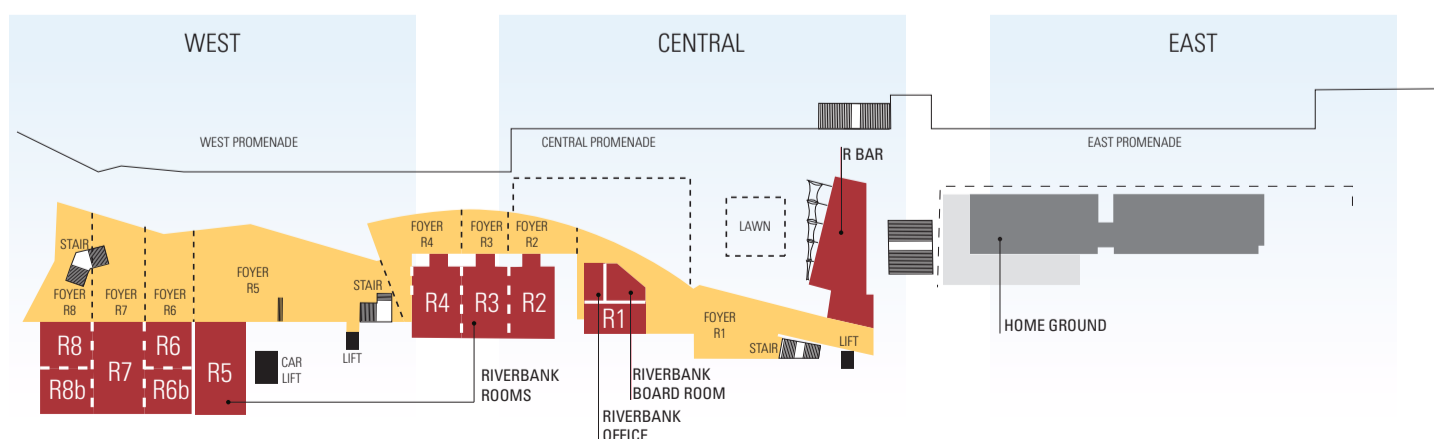 WEST
CENTRAL
EAST
WEST PROMENADE
CENTRAL PROMENADE
EAST PROMENADE
R BAR
LAWN
STAIR
FOYER
R8
FOYER
R7
FOYER
R6
FOYER
R5
STAIR
FOYER
R4
FOYER
R3
FOYER
R2
R4
R3
R2
R1
FOYER
R1
STAIR
LIFT
HOME GROUND
R8
R7
R6
R5
R8b
R6b
CAR
LIFT
LIFT
RIVERBANK
ROOMS
RIVERBANK
BOARD ROOM
RIVERBANK
OFFICE